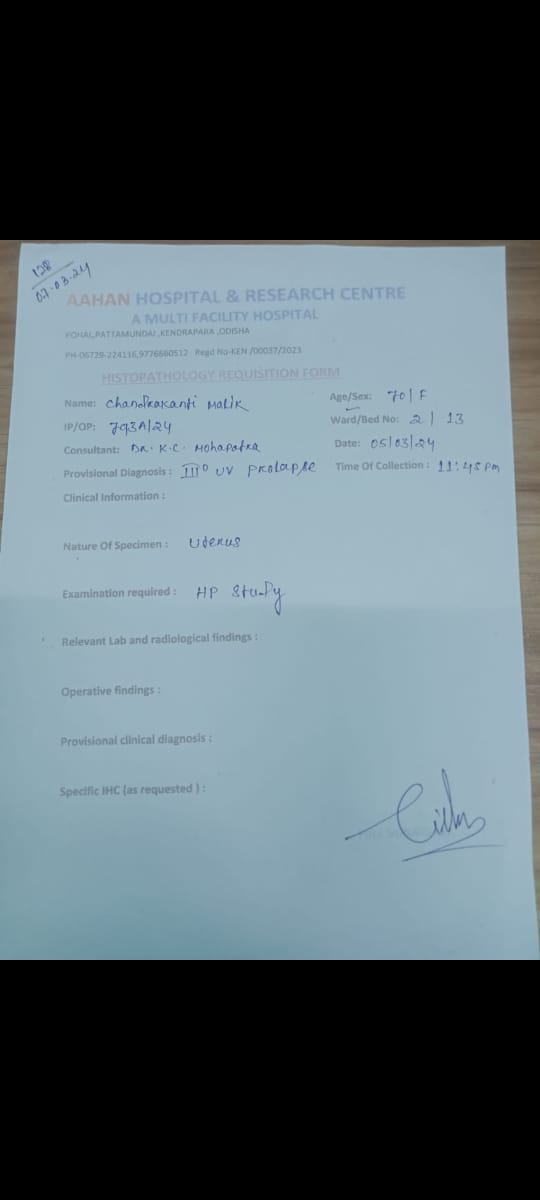 128
07.03.24
AAHAN HOSPITAL & RESEARCH CENTRE
A MULTI FACILITY HOSPITAL
POHAL,PATTAMUNDAI ,KENDRAPARA ,ODISHA
PH-06729-224116,9776660512 Regd No-KEN /00037/2023
HISTOPATHOLOGY REQUISITION FORM
Name: Chandrakanti Malik Age/Sex: 70/F
IP/OP: 793A/24 Ward/Bed No: 2 / 13
Consultant: DR. K.C. Mohapatra Date: 05/03/24
Provisional Diagnosis : III° UV Prolapse Time Of Collection : 11:45 PM
Clinical Information :
Nature Of Specimen : Uterus
Examination required : HP Study
Relevant Lab and radiological findings :
Operative findings :
Provisional clinical diagnosis :
Specific IHC (as requested ) :